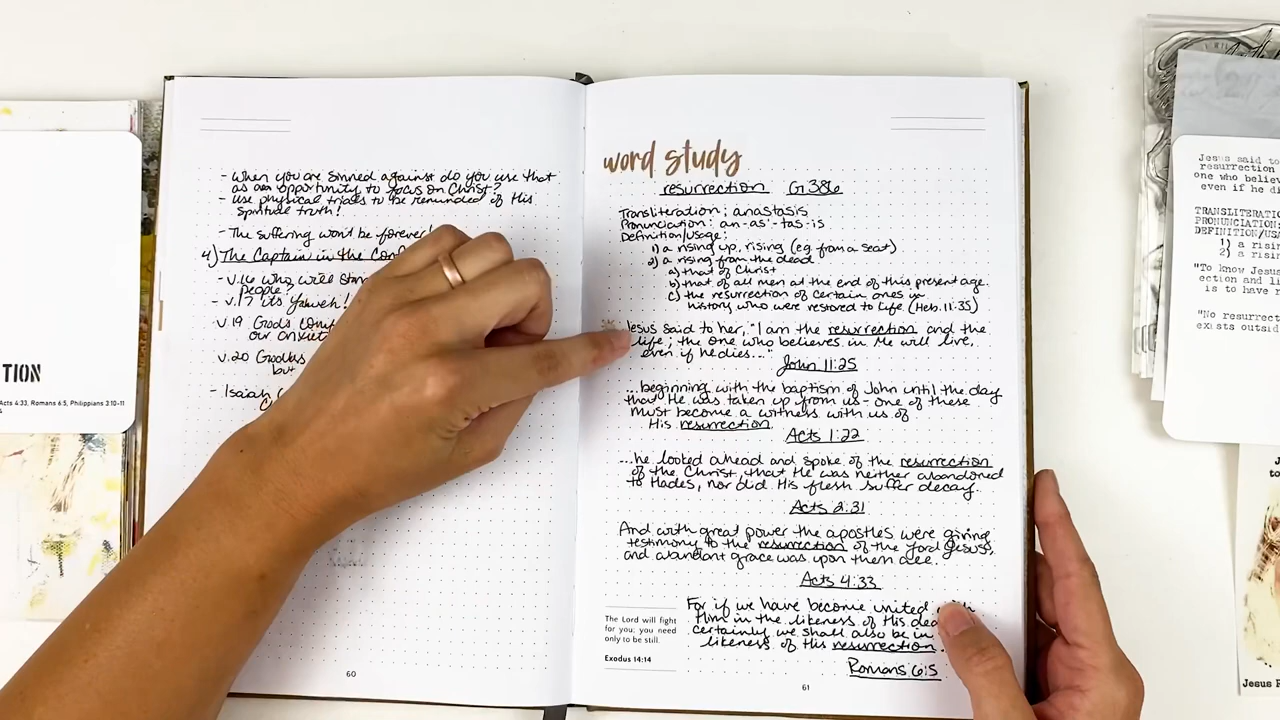 TION
Acts 4:33, Romans 6:5, Philippians 3:10-11
- When you are sinned against do you use that
as an opportunity to focus on Christ?
- Use physical trials to be reminded of His
spiritual truth!
- The suffering won't be forever!
4) The Captain in the
- v.16 Who will
people
- v.17 its Yahweh!
v.19 Gods
our
v.20
but
- Isaiah
60
word study
resurrection G386
Transliteration: anastasis
Pronunciation: an-as'-tas-is
Definition/Usage:
1) a rising up, rising (eg. from a seat)
2) a rising from the dead
a) that of Christ
b) that of all men at the end of this present age.
c) the resurrection of certain ones in
history who were restored to life (Heb. 11:35)
Jesus said to her, "I am the resurrection and the
life; the one who believes in Me will live,
even if he dies..."
John 11:25
...beginning with the baptism of John until the day
that He was taken up from us - one of these
must become a witness with us of
His resurrection.
Acts 1:22
...he looked ahead and spoke of the resurrection
of the Christ, that He was neither abandoned
to Hades, nor did His flesh suffer decay.
Acts 2:31
And with great power the apostles were giving
testimony to the resurrection of the Lord Jesus,
and abundant grace was upon them all.
Acts 4:33
For if we have become united with
Him in the likeness of His
certainly we shall also be in
likeness of His resurrection.
Romans 6:5
The Lord will fight
for you; you need
only to be still.
Exodus 14:14
61
Jesus said to
resurrection
one who believ
even if he di
TRANSLITERATI
PRONUNCIATION:
DEFINITION/US
1) a risi
2) a risi
"To know Jesus
ection and li
is to have r
"No resurrect
exists outsid
J
to
Jesus